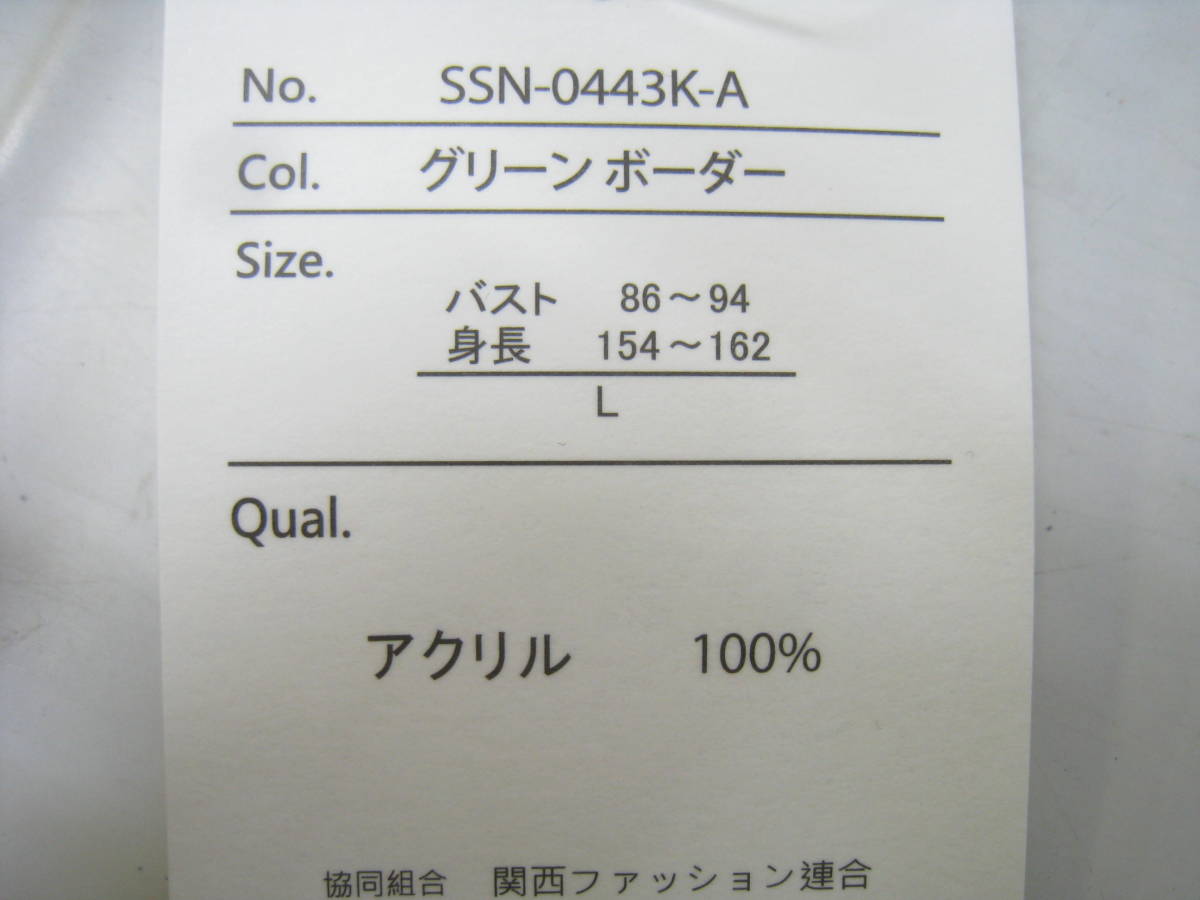 No. SSN-0443K-A
Col. グリーン ボーダー
Size.
バスト 86～94
身長 154～162
L
Qual.
アクリル 100%
協同組合 関西ファッション連合